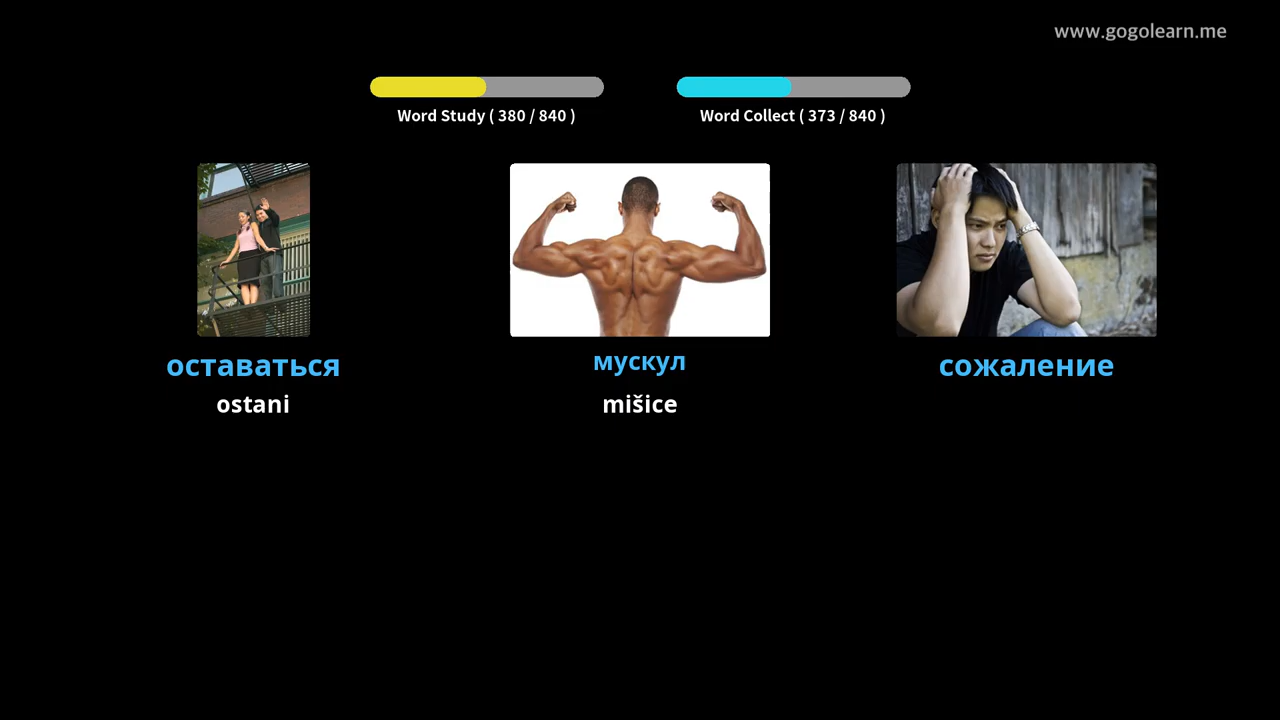 www.gogolearn.me
Word Study ( 380 / 840 )
Word Collect ( 373 / 840 )
оставаться
ostani
мускул
mišice
сожаление